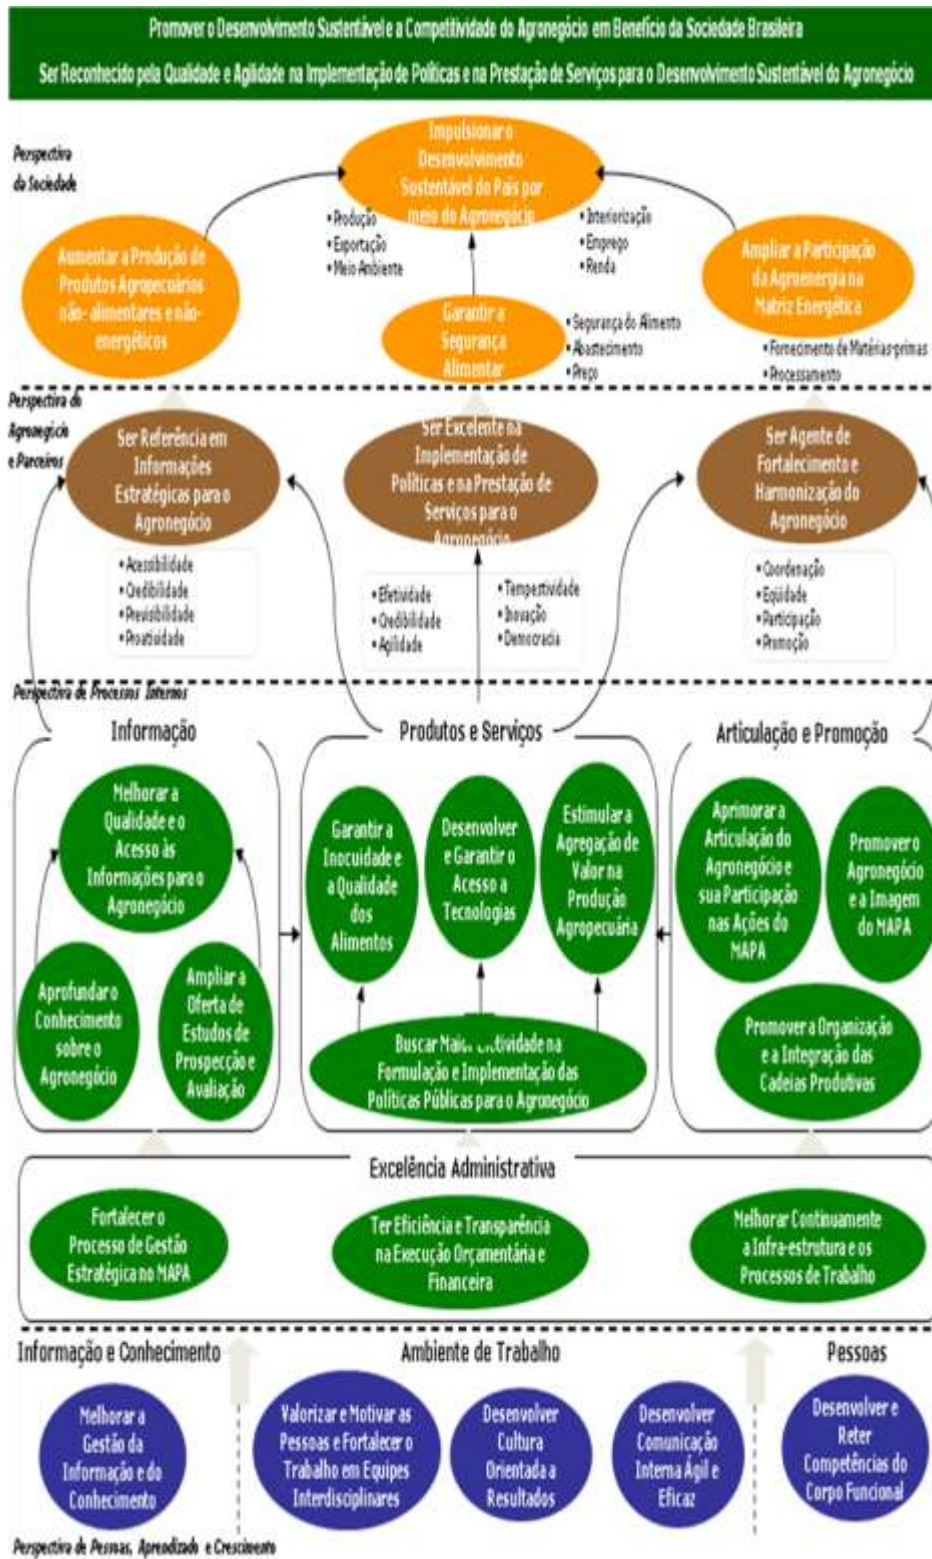 Promover o Desenvolvimento Sustentável e a Competitividade do Agronegócio em Benefício da Sociedade Brasileira
Ser Reconhecido pela Qualidade e Agilidade na Implementação de Políticas e na Prestação de Serviços para o Desenvolvimento Sustentável do Agronegócio
Perspectiva
da Sociedade
Impulsionar o
Desenvolvimento
Sustentável do País por
meio do Agronegócio
• Produção
• Exportação
• Meio Ambiente
• Interiorização
• Emprego
• Renda
Aumentar a Produção de
Produtos Agropecuários
não-alimentares e não-
energéticos
Garantir a
Segurança
Alimentar
• Segurança do Alimento
• Abastecimento
• Preço
Ampliar a Participação
da Agroenergia na
Matriz Energética
• Fornecimento de Matérias-primas
• Processamento
Perspectiva do
Agronegócio
e Parceiros
Ser Referência em
Informações
Estratégicas para o
Agronegócio
• Acessibilidade
• Credibilidade
• Previsibilidade
• Proatividade
Ser Excelente na
Implementação de
Políticas e na Prestação de
Serviços para o
Agronegócio
• Efetividade
• Credibilidade
• Agilidade
• Tempestividade
• Inovação
• Democracia
Ser Agente de
Fortalecimento e
Harmonização do
Agronegócio
• Coordenação
• Eqüidade
• Participação
• Promoção
Perspectiva de Processos Internos
Informação
Melhorar a
Qualidade e o
Acesso às
Informações para o
Agronegócio
Aprofundar o
Conhecimento
sobre o
Agronegócio
Ampliar a
Oferta de
Estudos de
Prospecção e
Avaliação
Produtos e Serviços
Garantir a
Inocuidade e
a Qualidade
dos
Alimentos
Desenvolver
e Garantir o
Acesso a
Tecnologias
Estimular a
Agregação de
Valor na
Produção
Agropecuária
Buscar Maior
na
Formulação e Implementação das
Políticas Públicas para o Agronegócio
Articulação e Promoção
Aprimorar a
Articulação do
Agronegócio e
sua Participação
nas Ações do
MAPA
Promover o
Agronegócio
e a Imagem
do MAPA
Promover a Organização
e a Integração das
Cadeias Produtivas
Excelência Administrativa
Fortalecer o
Processo de Gestão
Estratégica no MAPA
Ter Eficiência e Transparência
na Execução Orçamentária e
Financeira
Melhorar Continuamente
a Infra-estrutura e os
Processos de Trabalho
Informação e Conhecimento
Melhorar a
Gestão da
Informação e do
Conhecimento
Ambiente de Trabalho
Valorizar e Motivar as
Pessoas e Fortalecer o
Trabalho em Equipes
Interdisciplinares
Desenvolver
Cultura
Orientada a
Resultados
Desenvolver
Comunicação
Interna Ágil e
Eficaz
Pessoas
Desenvolver e
Reter
Competências do
Corpo Funcional
Perspectiva de Pessoas, Aprendizado e Crescimento